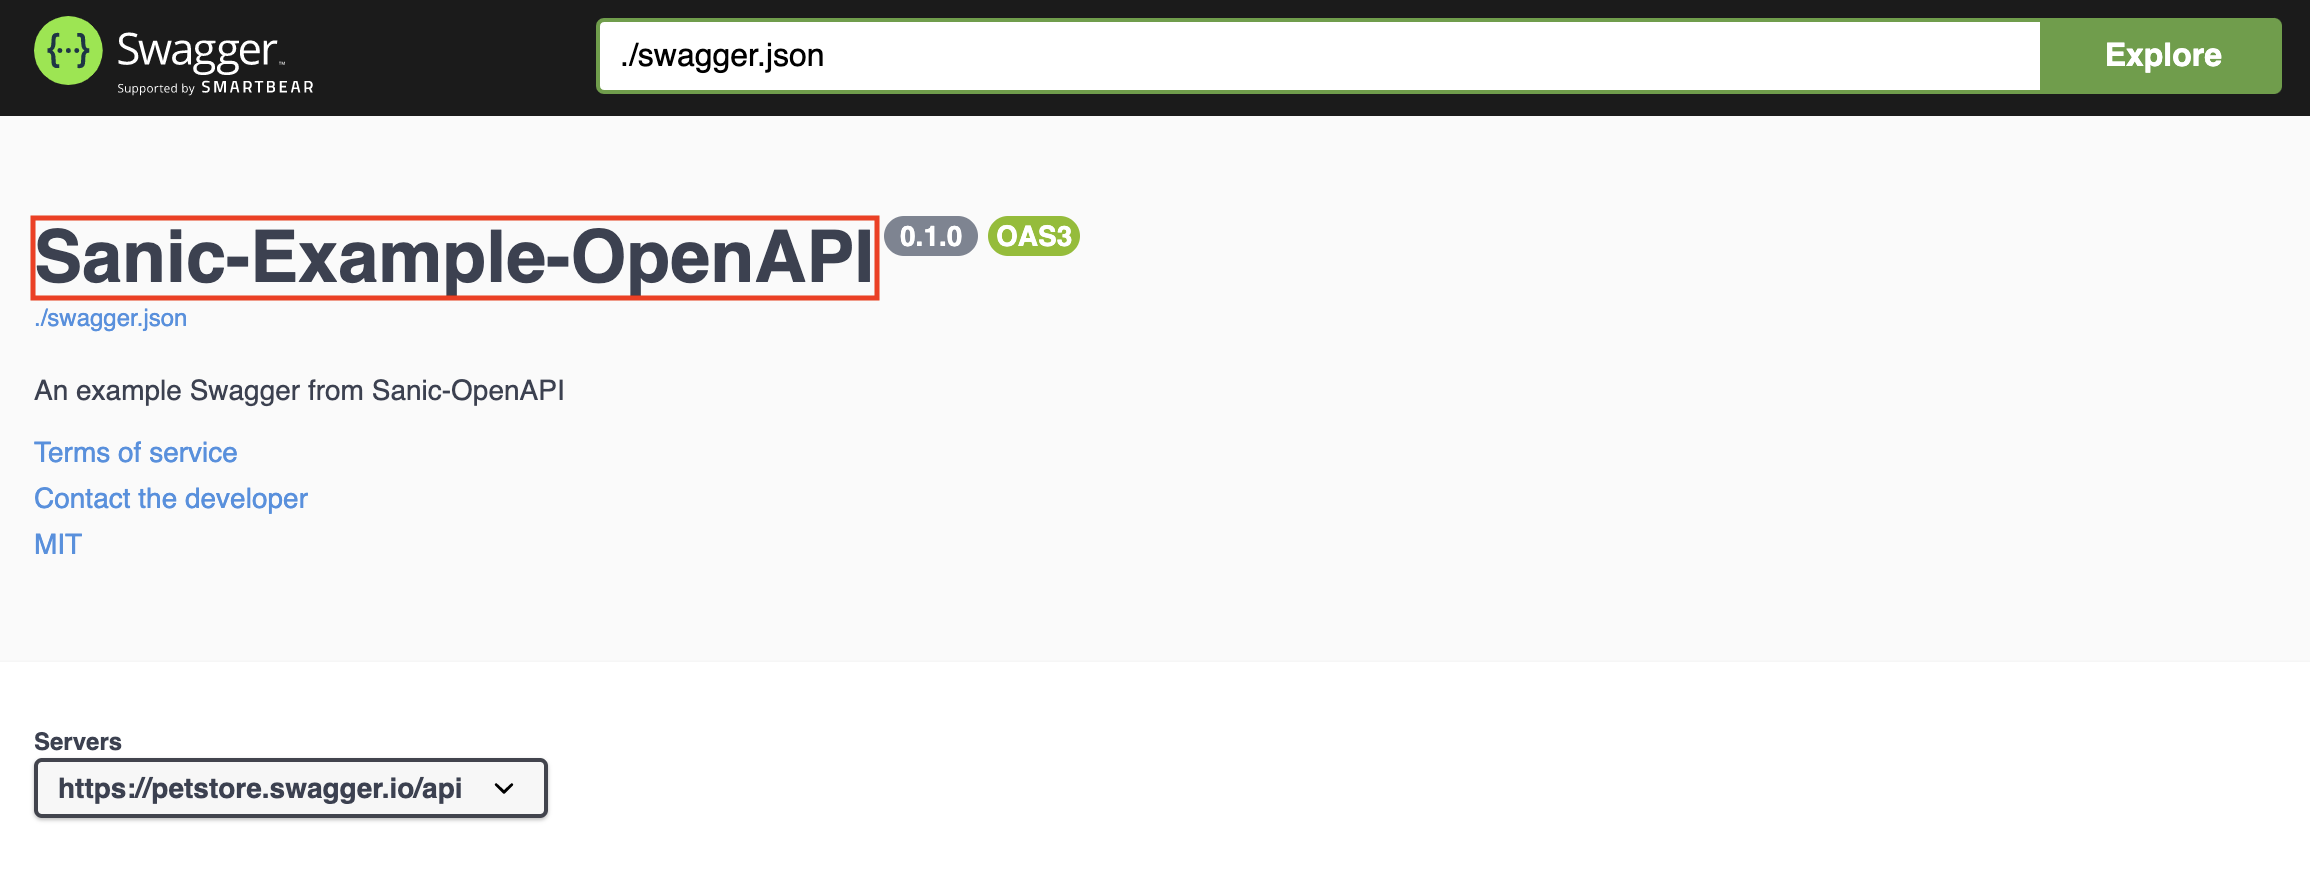 Swagger™
Supported by SMARTBEAR
./swagger.json
Explore
Sanic-Example-OpenAPI 0.1.0 OAS3
./swagger.json
An example Swagger from Sanic-OpenAPI
Terms of service
Contact the developer
MIT
Servers
https://petstore.swagger.io/api